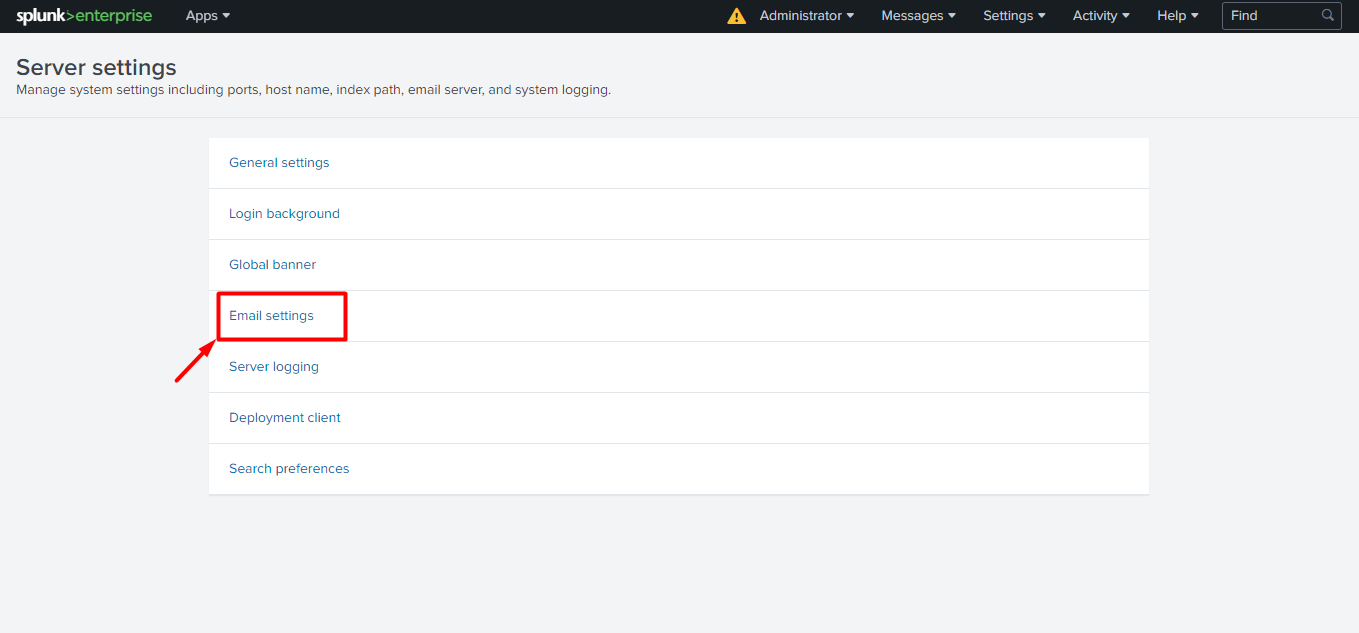 splunk>enterprise Apps Administrator Messages Settings Activity Help Find
Server settings
Manage system settings including ports, host name, index path, email server, and system logging.
General settings
Login background
Global banner
Email settings
Server logging
Deployment client
Search preferences